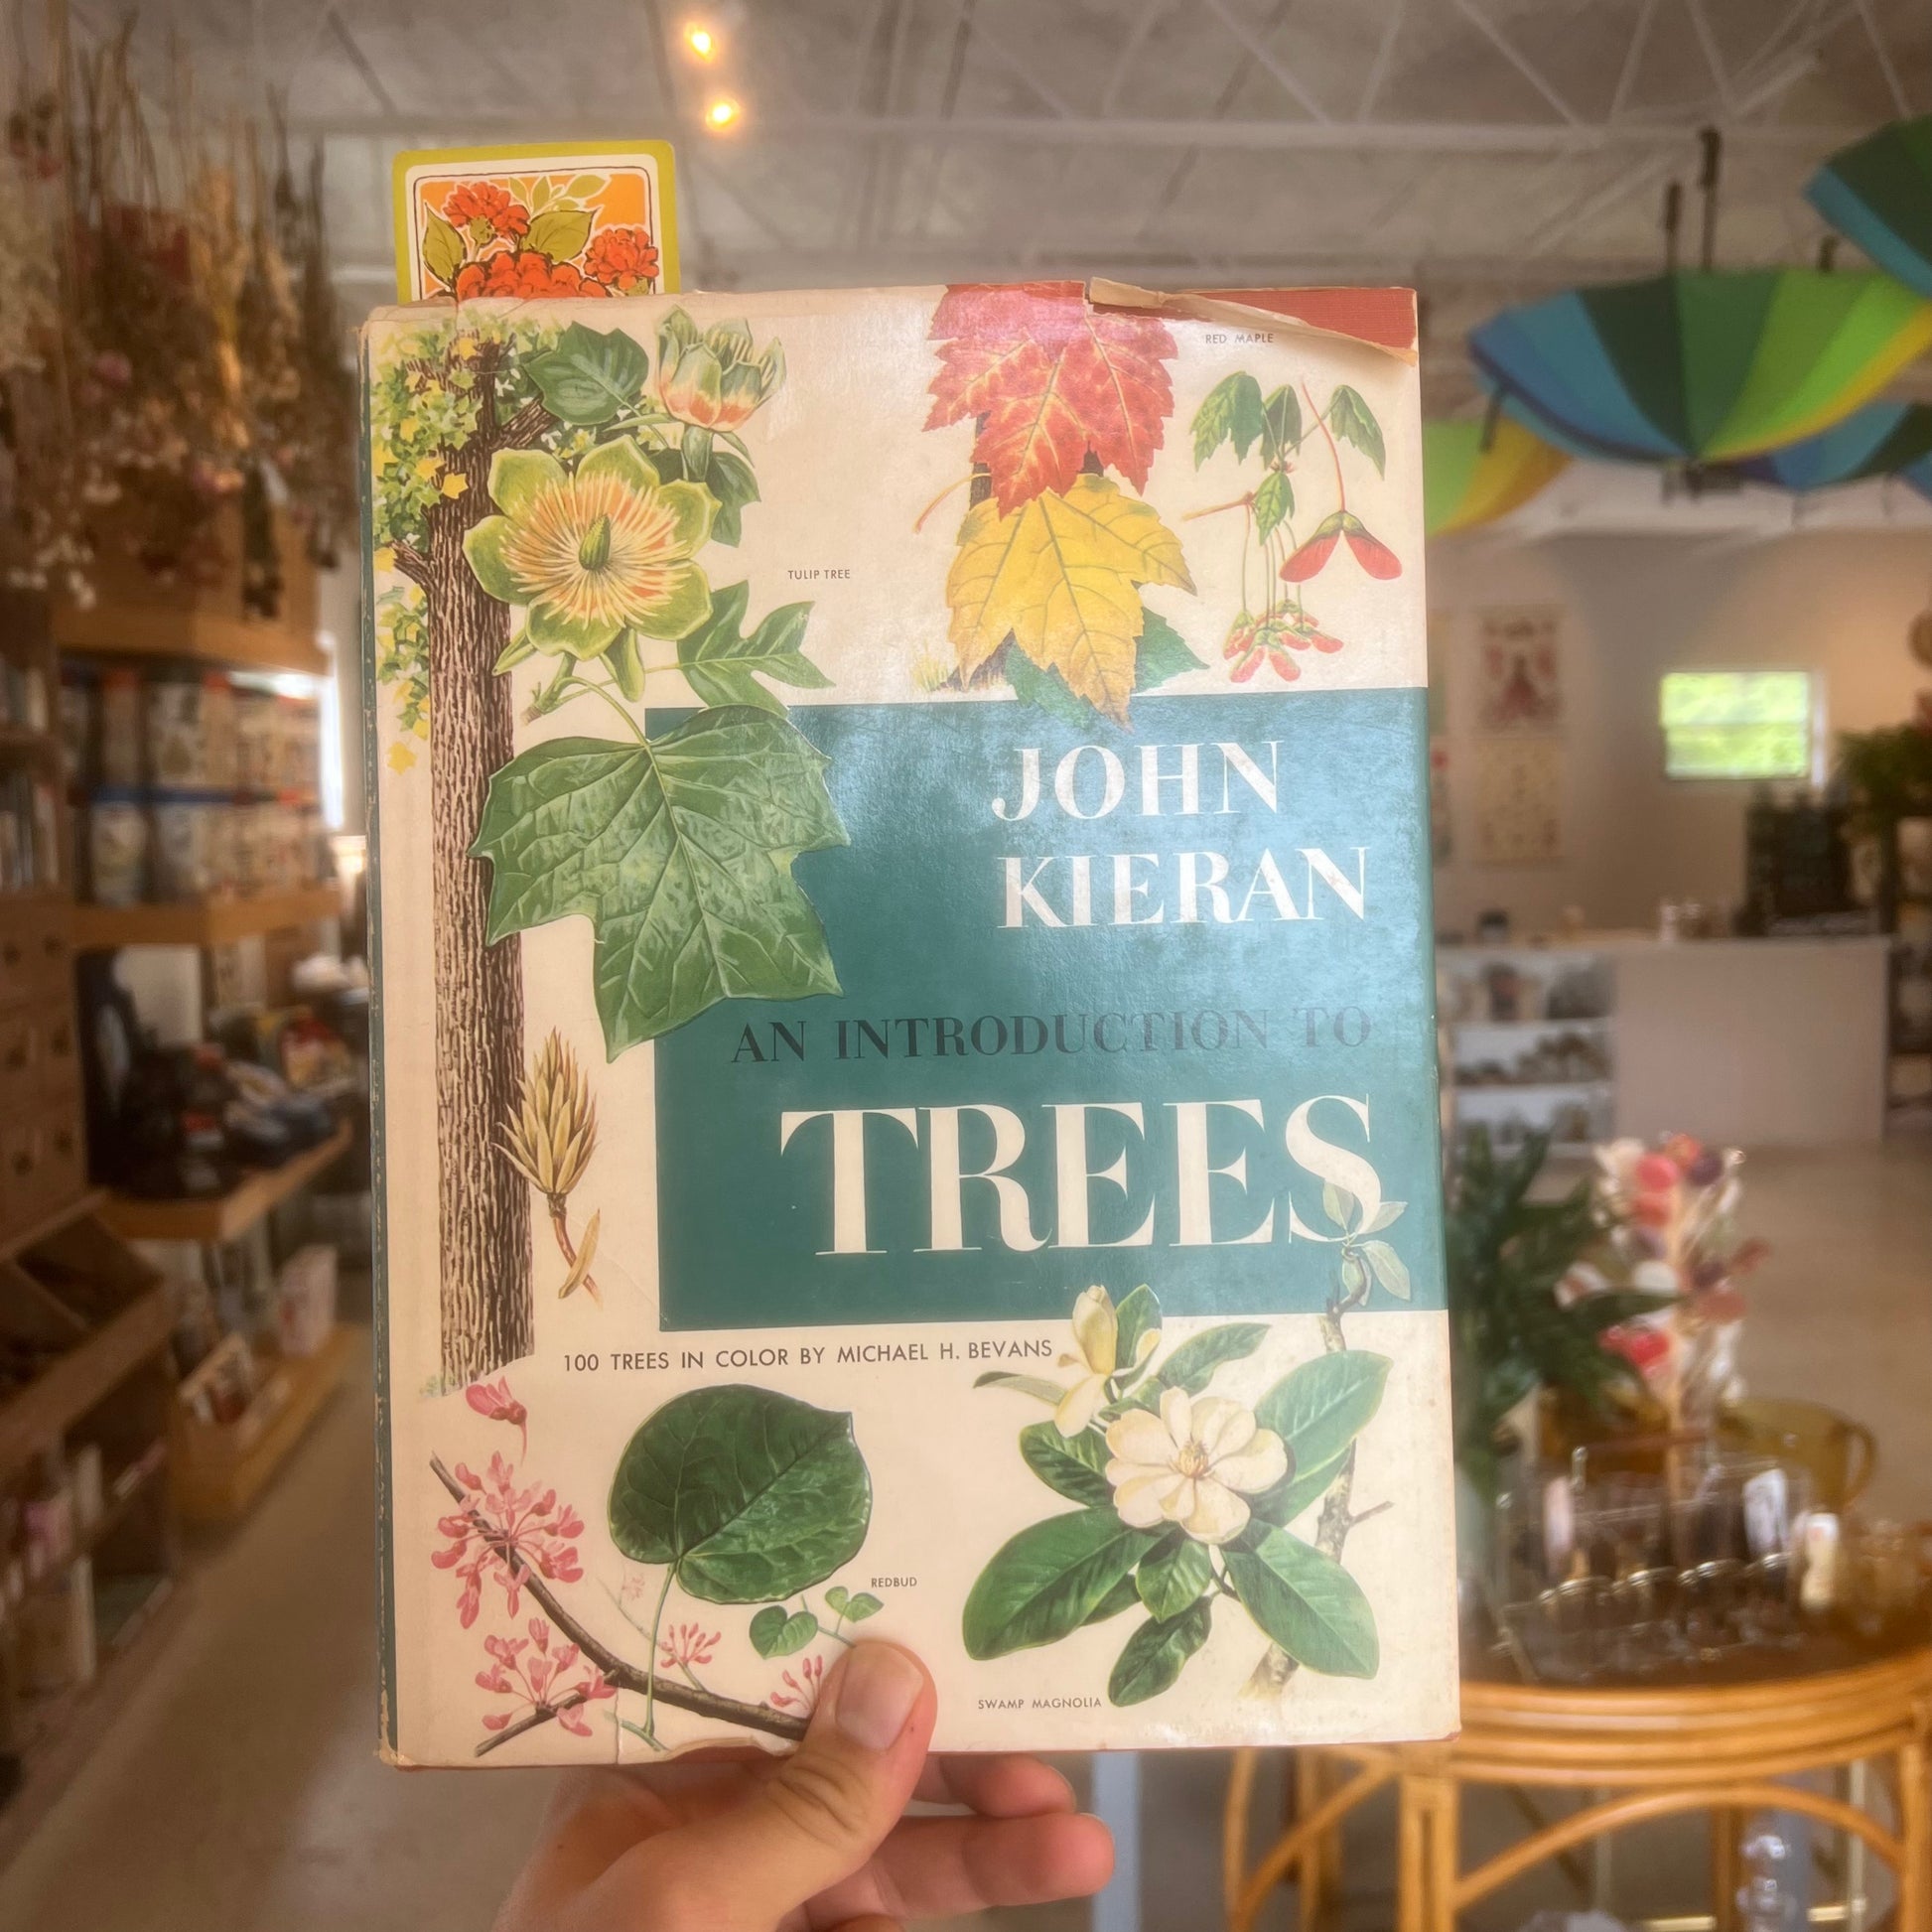 RED MAPLE
TULIP TREE
JOHN
KIERAN
AN INTRODUCTION TO
TREES
100 TREES IN COLOR BY MICHAEL H. BEVANS
REDBUD
SWAMP MAGNOLIA